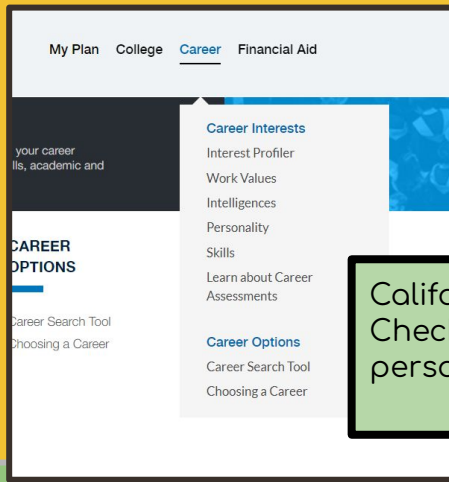 My Plan College Career Financial Aid
your career
lls, academic and
CAREER
OPTIONS
Career Search Tool
Choosing a Career
Career Interests
Interest Profiler
Work Values
Intelligences
Personality
Skills
Learn about Career
Assessments
Career Options
Career Search Tool
Choosing a Career
Califo
Chec
perso